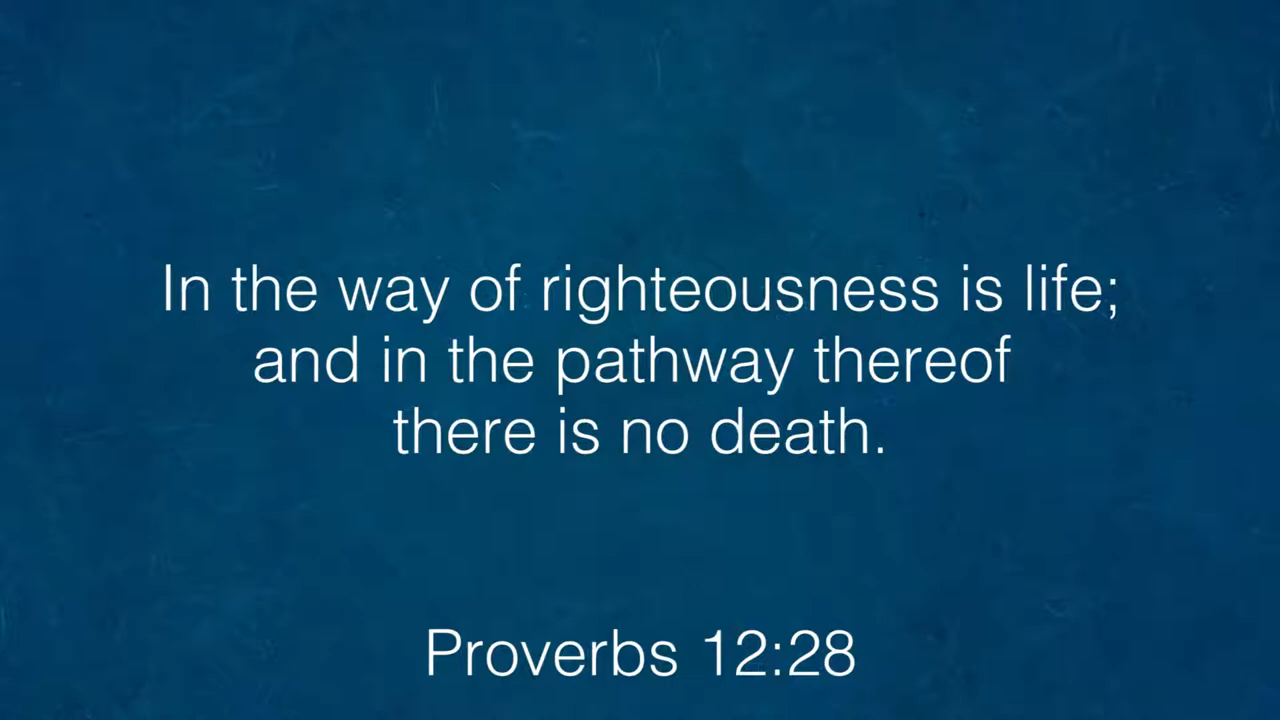 In the way of righteousness is life;
and in the pathway thereof
there is no death.
Proverbs 12:28